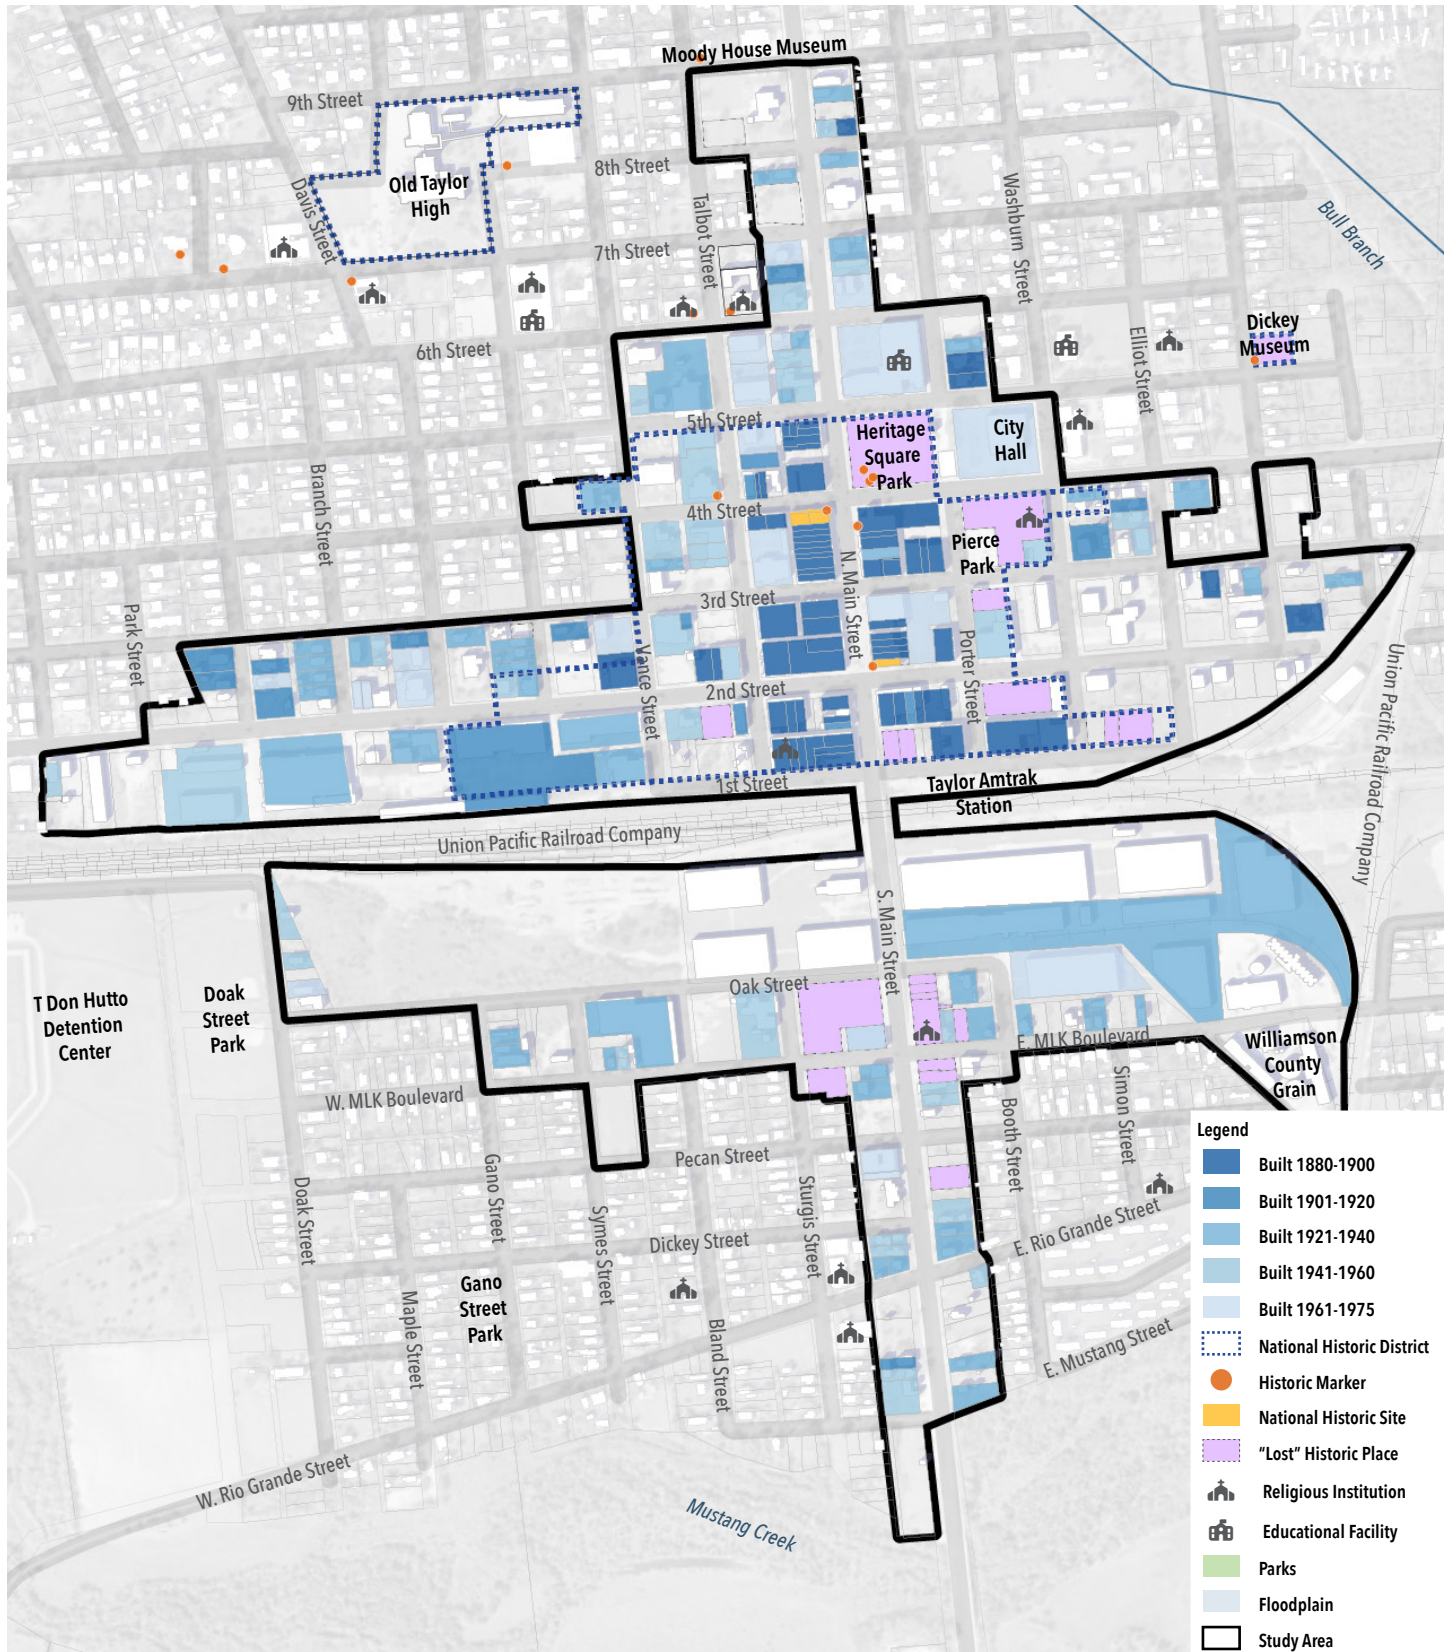 Moody House Museum
9th Street
8th Street
Old Taylor
High
Davis Street
Talbot Street
Washburn Street
Bull Branch
7th Street
6th Street
Dickey
Museum
Elliot Street
5th Street
Heritage
Square
Park
City
Hall
Branch Street
4th Street
Pierce
Park
N. Main Street
3rd Street
Park Street
Vance Street
Porter Street
2nd Street
Union Pacific Railroad Company
1st Street
Taylor Amtrak
Station
Union Pacific Railroad Company
S. Main Street
Oak Street
T Don Hutto
Detention
Center
Doak
Street
Park
E. MLK Boulevard
Williamson
County
Grain
W. MLK Boulevard
Booth Street
Simon Street
Pecan Street
Doak Street
Gano Street
Symes Street
Sturgis Street
Dickey Street
E. Rio Grande Street
Gano
Street
Park
Maple Street
Bland Street
E. Mustang Street
W. Rio Grande Street
Mustang Creek
Legend
Built 1880-1900
Built 1901-1920
Built 1921-1940
Built 1941-1960
Built 1961-1975
National Historic District
Historic Marker
National Historic Site
“Lost” Historic Place
Religious Institution
Educational Facility
Parks
Floodplain
Study Area